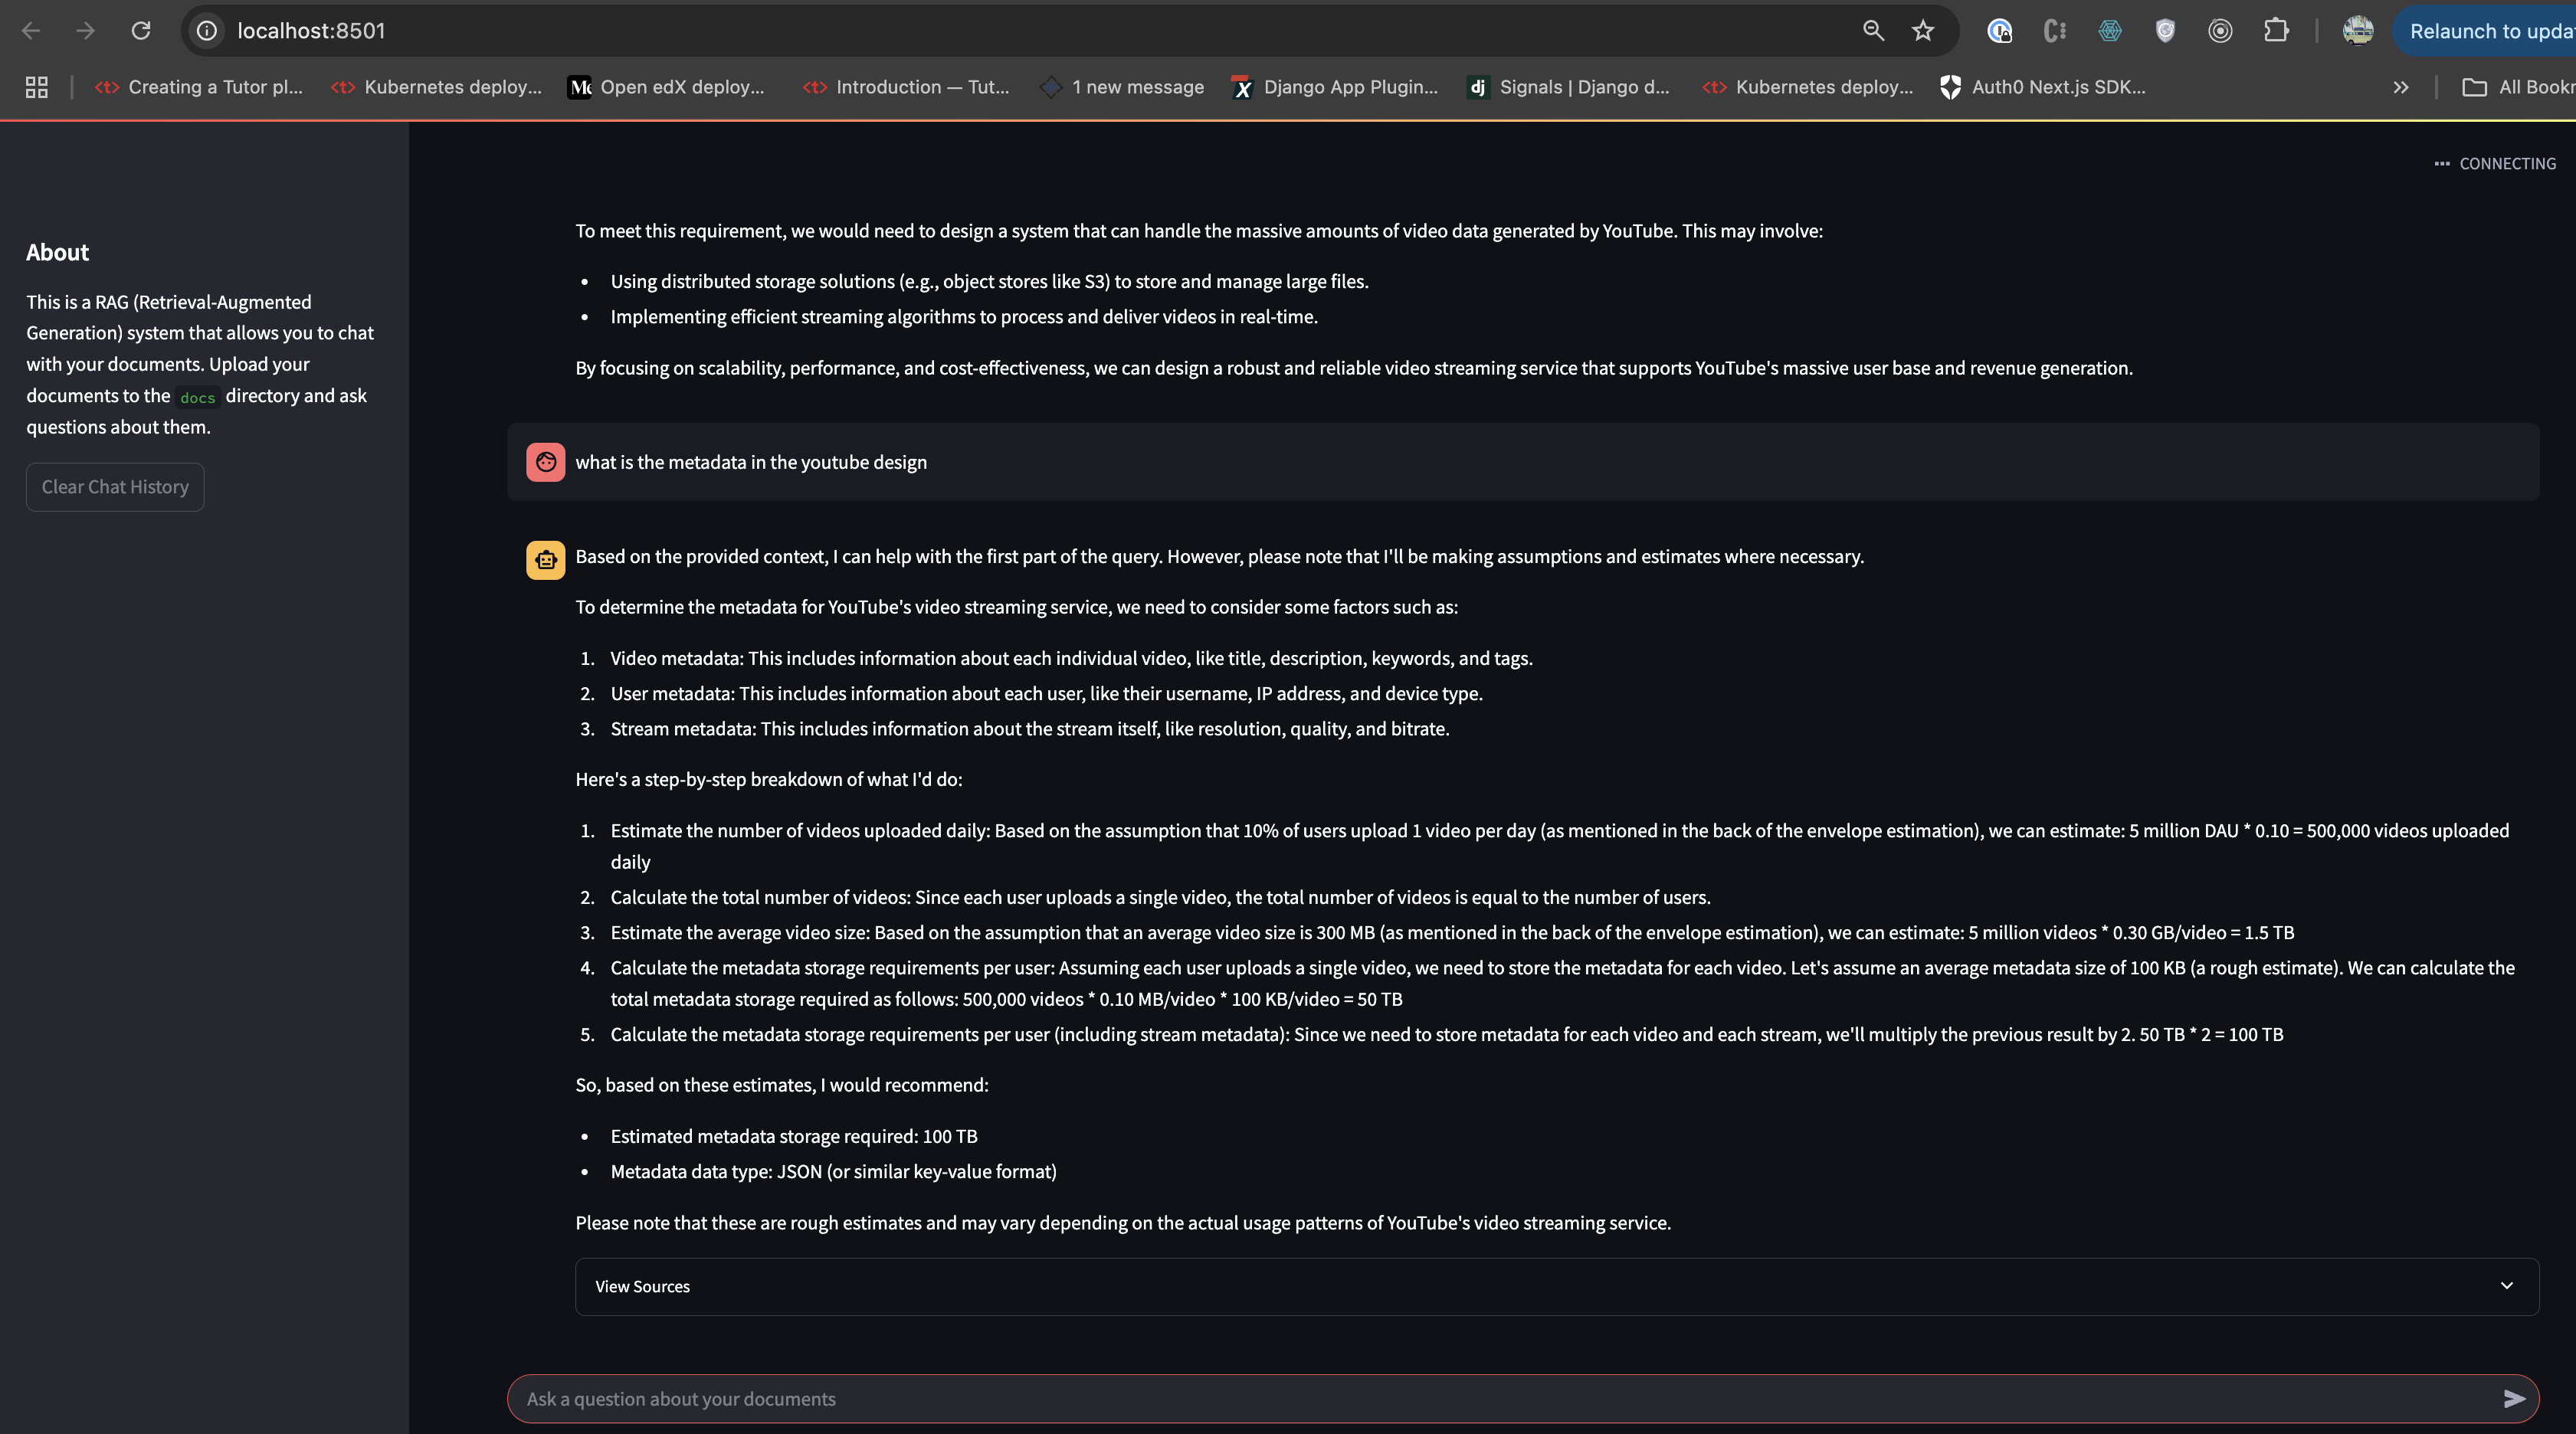 localhost:8501
Relaunch to upda
Creating a Tutor pl...
Kubernetes deploy...
Open edX deploy...
Introduction — Tut...
1 new message
Django App Plugin...
Signals | Django d...
Kubernetes deploy...
Auth0 Next.js SDK...
All Bookr
CONNECTING
About
This is a RAG (Retrieval-Augmented
Generation) system that allows you to chat
with your documents. Upload your
documents to the docs directory and ask
questions about them.
Clear Chat History
To meet this requirement, we would need to design a system that can handle the massive amounts of video data generated by YouTube. This may involve:
• Using distributed storage solutions (e.g., object stores like S3) to store and manage large files.
• Implementing efficient streaming algorithms to process and deliver videos in real-time.
By focusing on scalability, performance, and cost-effectiveness, we can design a robust and reliable video streaming service that supports YouTube's massive user base and revenue generation.
what is the metadata in the youtube design
Based on the provided context, I can help with the first part of the query. However, please note that I'll be making assumptions and estimates where necessary.
To determine the metadata for YouTube's video streaming service, we need to consider some factors such as:
1. Video metadata: This includes information about each individual video, like title, description, keywords, and tags.
2. User metadata: This includes information about each user, like their username, IP address, and device type.
3. Stream metadata: This includes information about the stream itself, like resolution, quality, and bitrate.
Here's a step-by-step breakdown of what I'd do:
1. Estimate the number of videos uploaded daily: Based on the assumption that 10% of users upload 1 video per day (as mentioned in the back of the envelope estimation), we can estimate: 5 million DAU * 0.10 = 500,000 videos uploaded
daily
2. Calculate the total number of videos: Since each user uploads a single video, the total number of videos is equal to the number of users.
3. Estimate the average video size: Based on the assumption that an average video size is 300 MB (as mentioned in the back of the envelope estimation), we can estimate: 5 million videos * 0.30 GB/video = 1.5 TB
4. Calculate the metadata storage requirements per user: Assuming each user uploads a single video, we need to store the metadata for each video. Let's assume an average metadata size of 100 KB (a rough estimate). We can calculate the
total metadata storage required as follows: 500,000 videos * 0.10 MB/video * 100 KB/video = 50 TB
5. Calculate the metadata storage requirements per user (including stream metadata): Since we need to store metadata for each video and each stream, we'll multiply the previous result by 2. 50 TB * 2 = 100 TB
So, based on these estimates, I would recommend:
• Estimated metadata storage required: 100 TB
• Metadata data type: JSON (or similar key-value format)
Please note that these are rough estimates and may vary depending on the actual usage patterns of YouTube's video streaming service.
View Sources
Ask a question about your documents